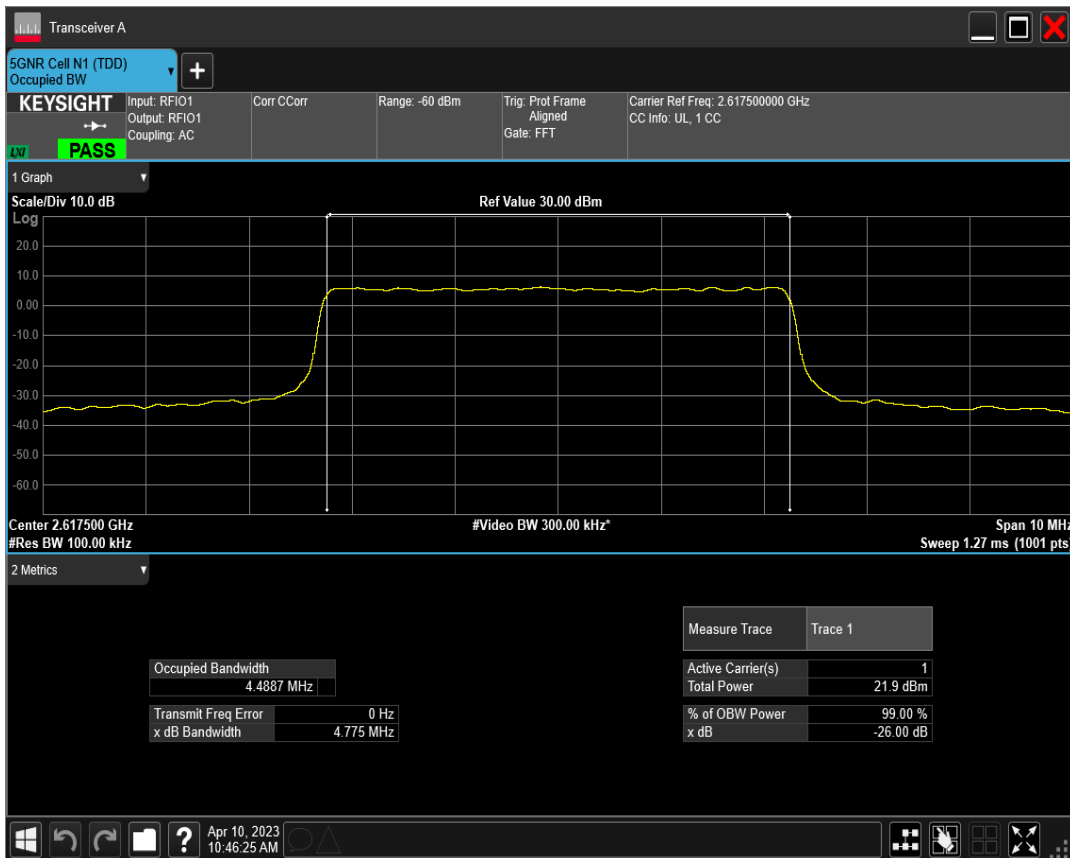 Transceiver A
5GNR Cell N1 (TDD)
Occupied BW
+
KEYSIGHT
LXI
PASS
Input: RFIO1
Output: RFIO1
Coupling: AC
Corr CCorr
Range: -60 dBm
Trig: Prot Frame
Aligned
Gate: FFT
Carrier Ref Freq: 2.617500000 GHz
CC Info: UL, 1 CC
1 Graph
Scale/Div 10.0 dB
Ref Value 30.00 dBm
Log
20.0
10.0
0.00
-10.0
-20.0
-30.0
-40.0
-50.0
-60.0
Center 2.617500 GHz
#Video BW 300.00 kHz*
Span 10 MHz
#Res BW 100.00 kHz
Sweep 1.27 ms (1001 pts)
2 Metrics
Measure Trace
Trace 1
Occupied Bandwidth
4.4887 MHz
Active Carrier(s)
1
Total Power
21.9 dBm
Transmit Freq Error
0 Hz
x dB Bandwidth
4.775 MHz
% of OBW Power
99.00 %
x dB
-26.00 dB
?
Apr 10, 2023
10:46:25 AM